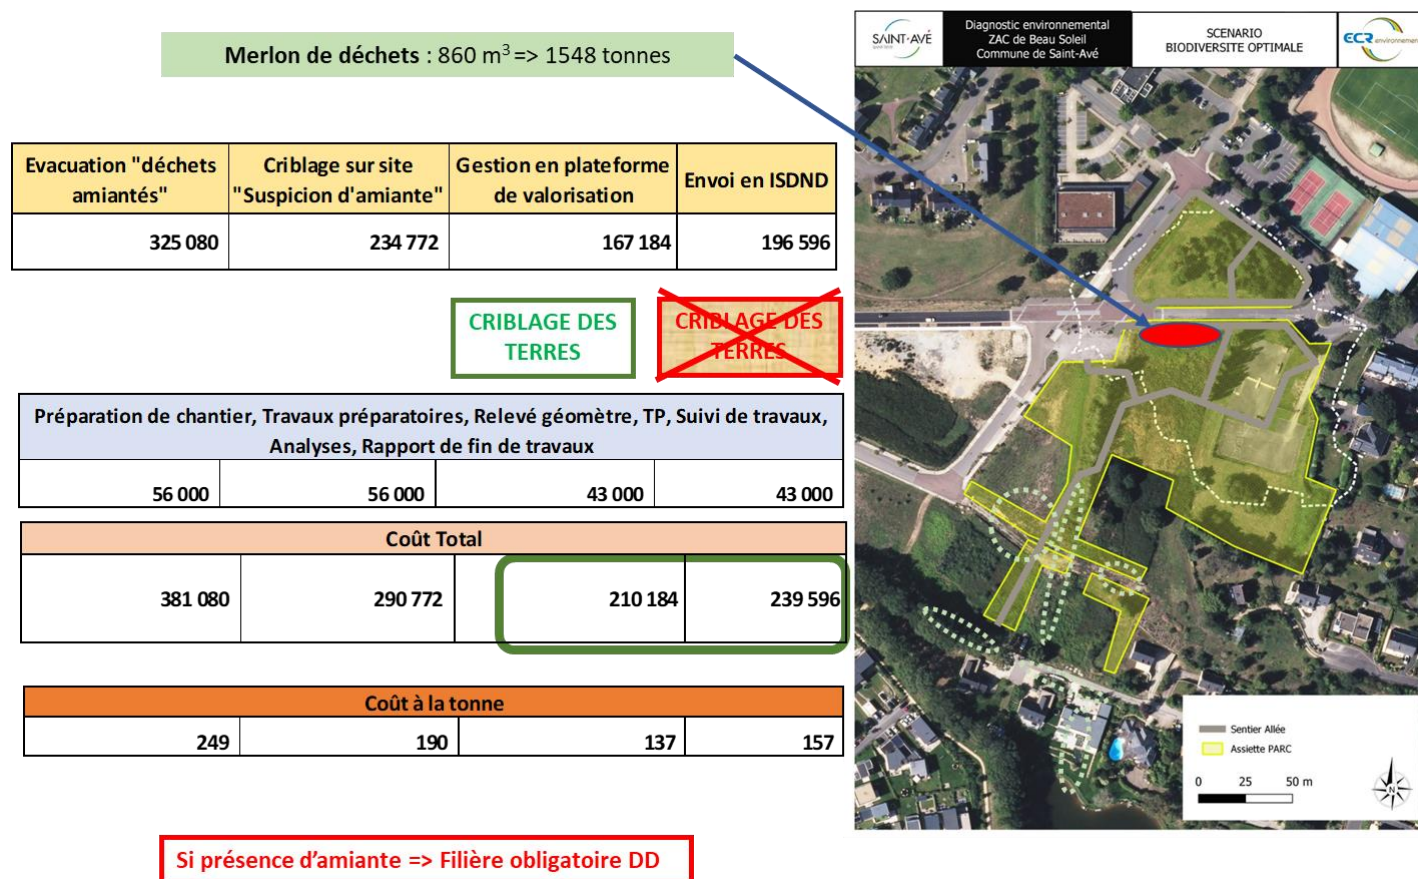 Merlon de déchets : 860 m³ => 1548 tonnes
SAINT-AVÉ
Diagnostic environnemental
ZAC de Beau Soleil
Commune de Saint-Avé
SCENARIO
BIODIVERSITE OPTIMALE
ECR environnement
Evacuation "déchets amiantés"
Criblage sur site "Suspicion d'amiante"
Gestion en plateforme de valorisation
Envoi en ISDND
325 080 234 772 167 184 196 596
CRIBLAGE DES
TERRES
CRIBLAGE DES
TERRES
Préparation de chantier, Travaux préparatoires, Relevé géomètre, TP, Suivi de travaux,
Analyses, Rapport de fin de travaux
56 000 56 000 43 000 43 000
Coût Total
381 080 290 772 210 184 239 596
Coût à la tonne
249 190 137 157
Si présence d’amiante => Filière obligatoire DD
Sentier Allée
Assiette PARC
0 25 50 m
N